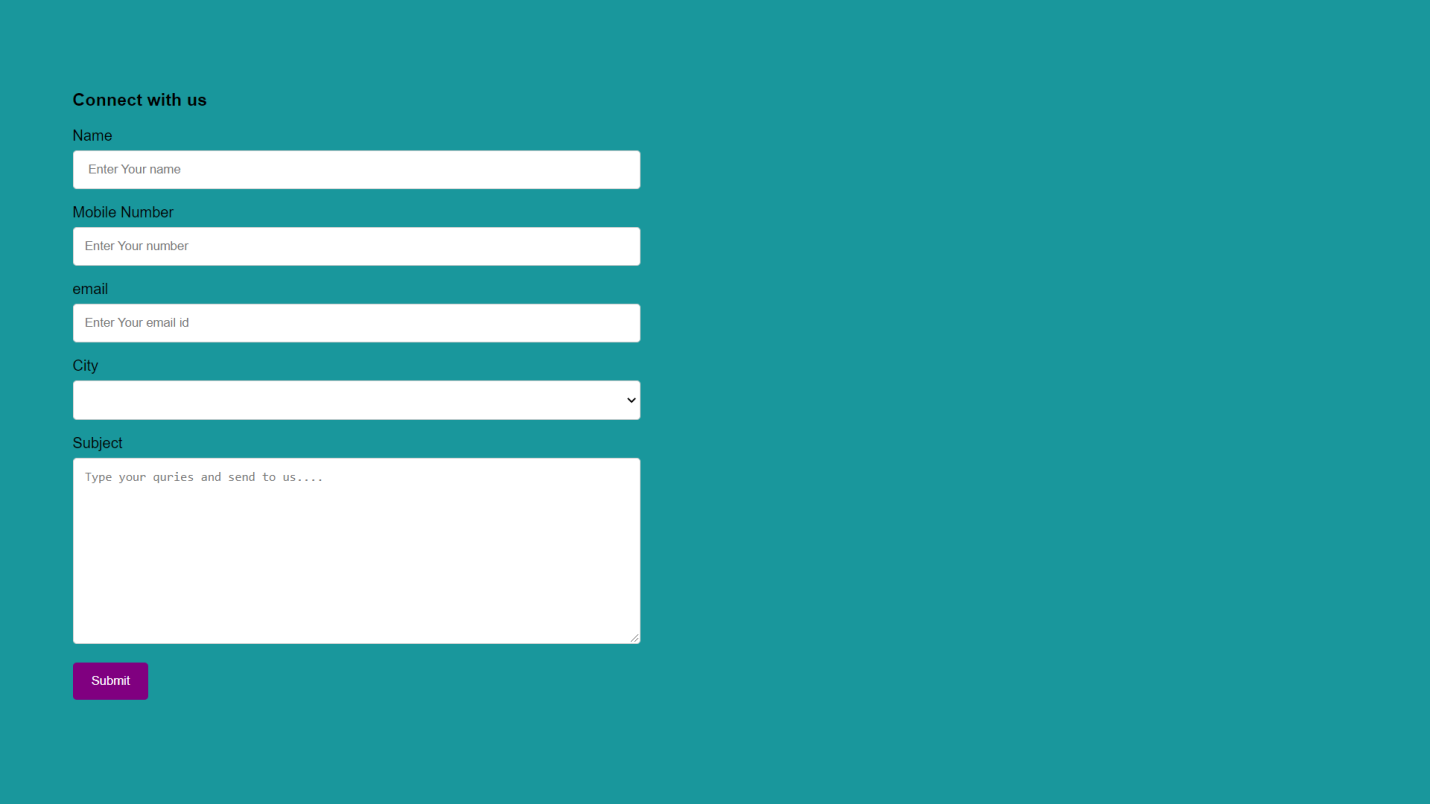 Connect with us
Name
Enter Your name
Mobile Number
Enter Your number
email
Enter Your email id
City
Subject
Type your quries and send to us....
Submit